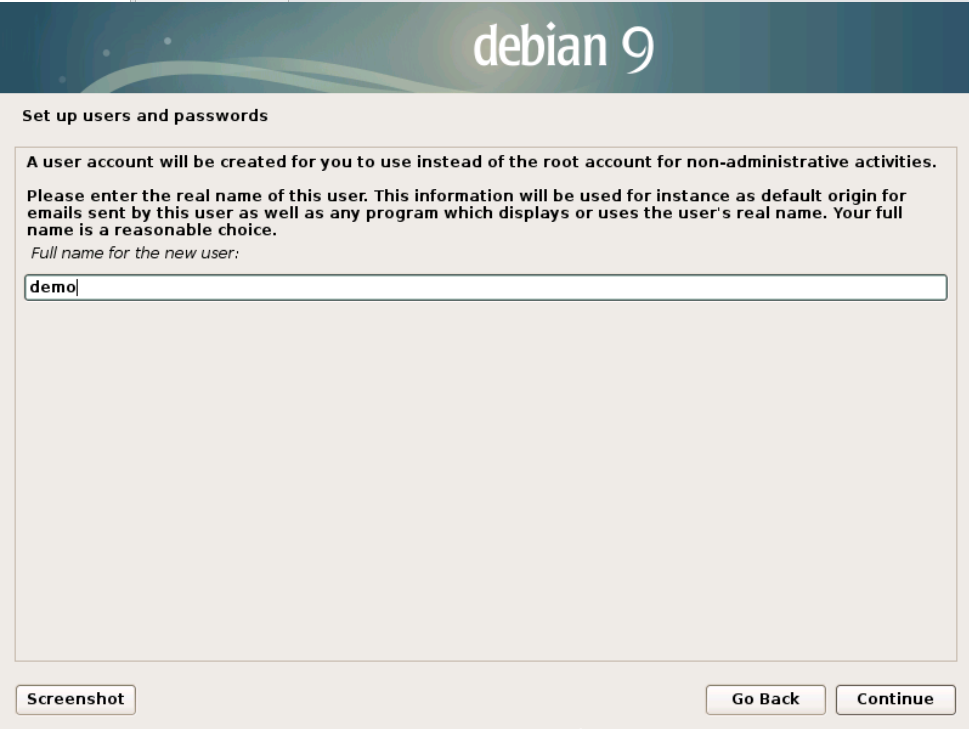 debian 9
Set up users and passwords
A user account will be created for you to use instead of the root account for non-administrative activities.
Please enter the real name of this user. This information will be used for instance as default origin for
emails sent by this user as well as any program which displays or uses the user's real name. Your full
name is a reasonable choice.
Full name for the new user:
demo
Screenshot
Go Back
Continue